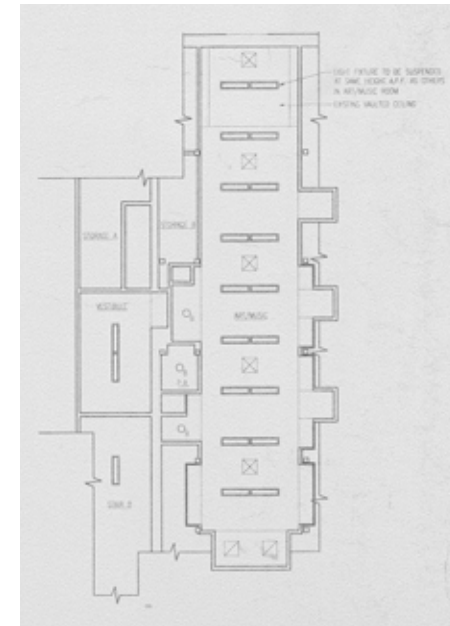 LIGHT FIXTURE TO BE SUSPENDED
AT SAME HEIGHT A.F.F. AS OTHERS
IN ART/MUSIC ROOM
EXISTING VAULTED CEILING
STORAGE A
STORAGE B
VESTIBULE
ART/MUSIC